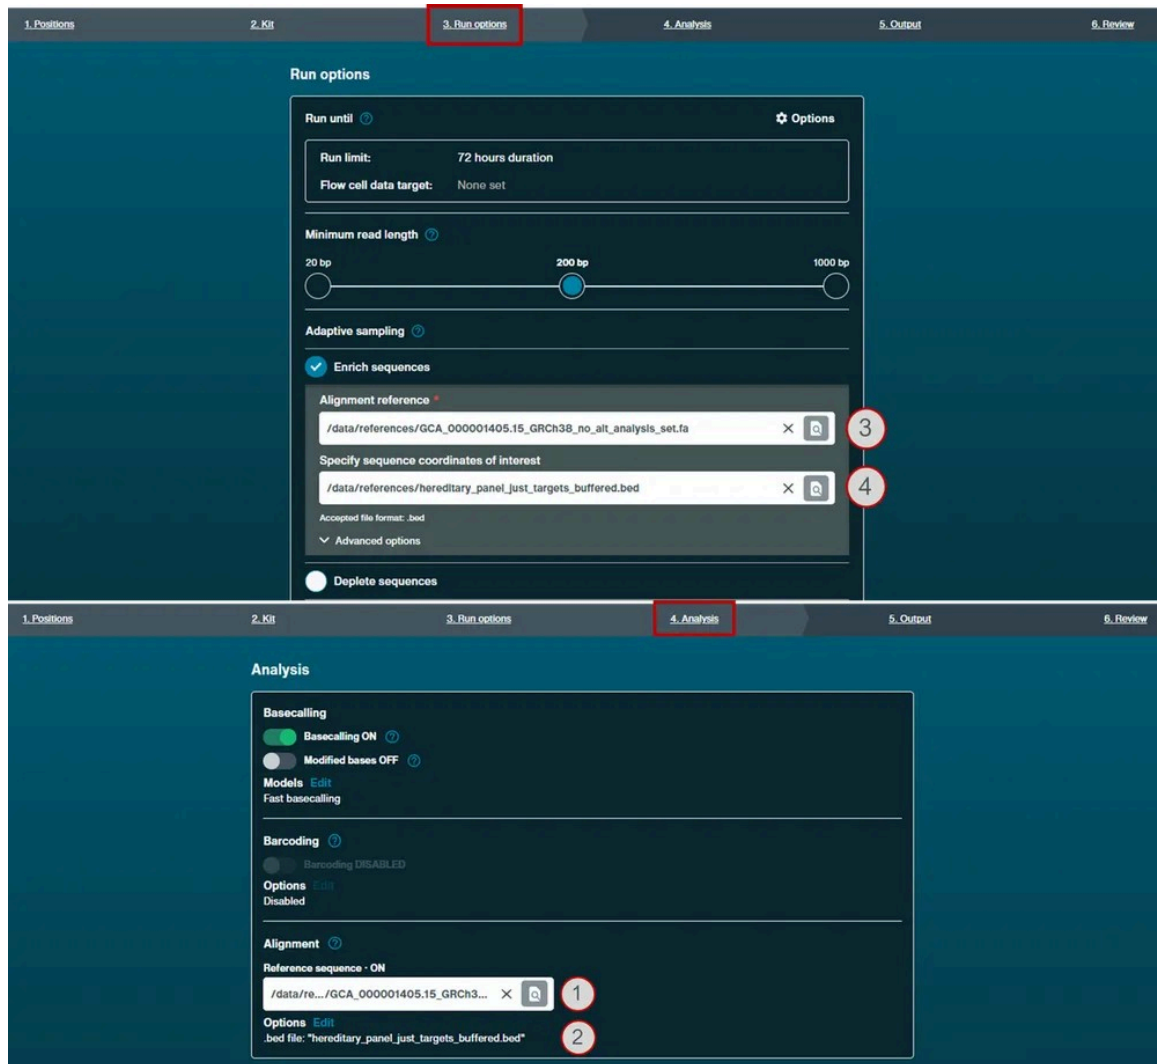 1. Positions 2. Kit 3. Run options 4. Analysis 5. Output 6. Review
Run options
Run until ? Options
Run limit: 72 hours duration
Flow cell data target: None set
Minimum read length ?
20 bp 200 bp 1000 bp
Adaptive sampling ?
Enrich sequences
Alignment reference *
/data/references/GCA_000001405.15_GRCh38_no_alt_analysis_set.fa
3
Specify sequence coordinates of interest
/data/references/hereditary_panel_just_targets_buffered.bed
4
Accepted file format: .bed
Advanced options
Deplete sequences
1. Positions 2. Kit 3. Run options 4. Analysis 5. Output 6. Review
Analysis
Basecalling
Basecalling ON ?
Modified bases OFF ?
Models Edit
Fast basecalling
Barcoding ?
Barcoding DISABLED
Options Edit
Disabled
Alignment ?
Reference sequence · ON
/data/re.../GCA_000001405.15_GRCh3... 1
Options Edit
.bed file: "hereditary_panel_just_targets_buffered.bed" 2